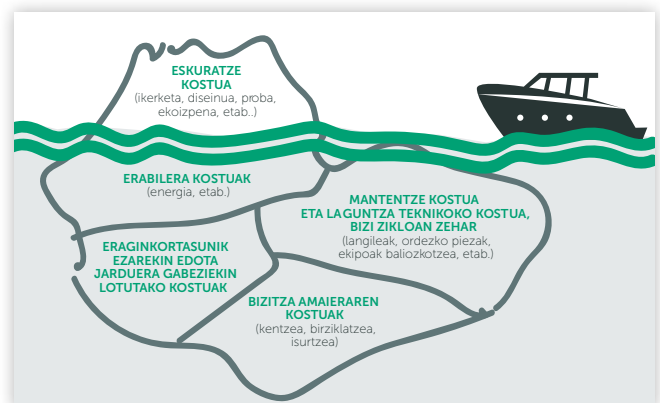 ESKURATZE
KOSTUA
(ikerketa, diseinua, proba,
ekoizpena, etab..)
ERABILERA KOSTUAK
(energia, etab.)
MANTENTZE KOSTUA
ETA LAGUNTZA TEKNIKOKO KOSTUA,
BIZI ZIKLOAN ZEHAR
(langileak, ordezko piezak,
ekipoak baliozkotzea, etab.)
ERAGINKORTASUNIK
EZAREKIN EDOTA
JARDUERA GABEZIEKIN
LOTUTAKO KOSTUAK
BIZITZA AMAIERAREN
KOSTUAK
(kentzea, birziklatzea,
isurtzea)